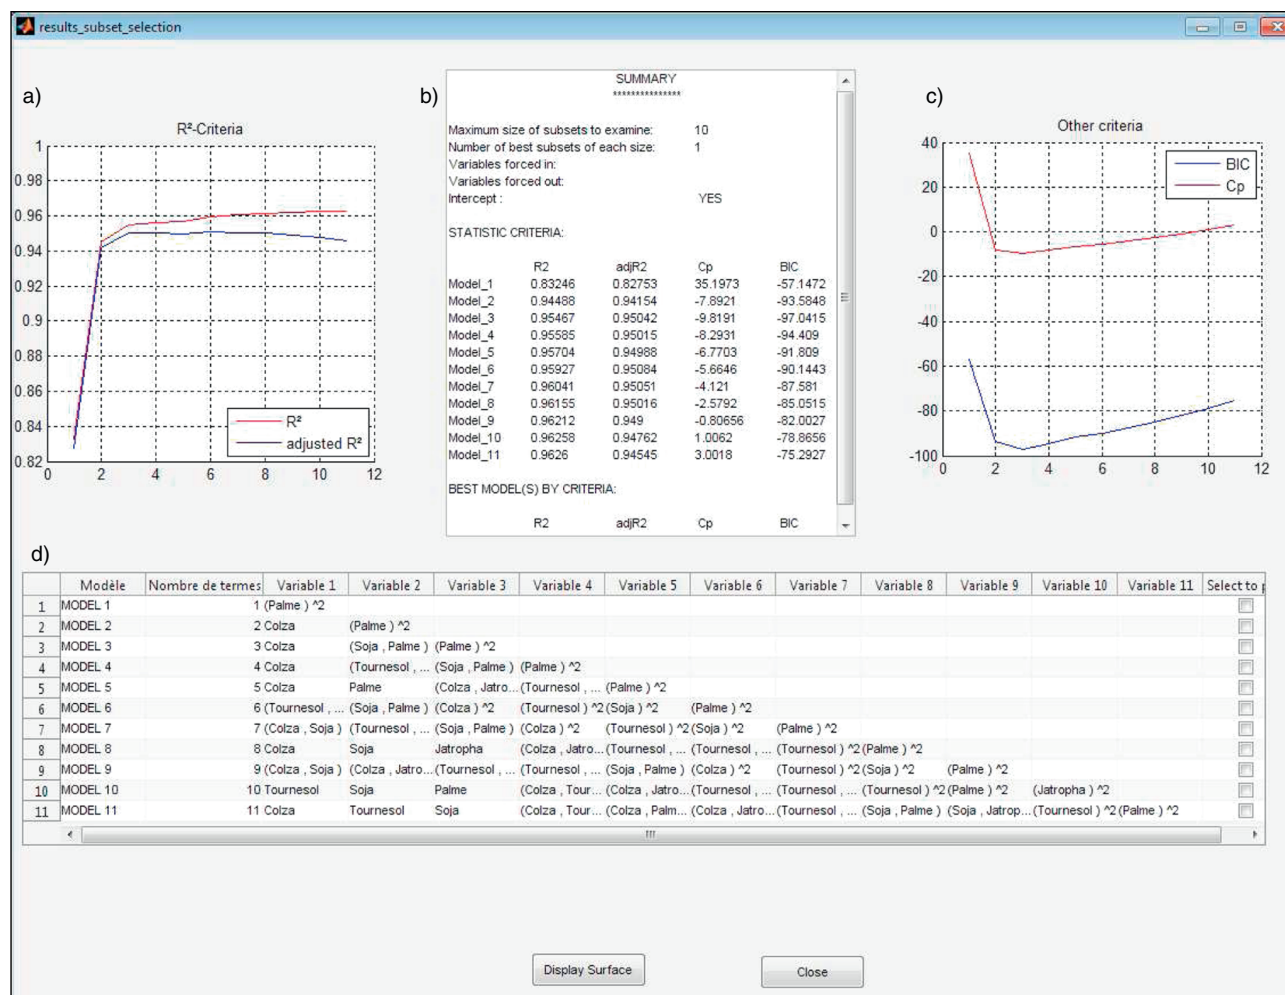 results_subset_selection
a)
R²-Criteria
1
0.98
0.96
0.94
0.92
0.9
0.88
0.86
0.84
0.82
0 2 4 6 8 10 12
R²
adjusted R²
b)
SUMMARY
***************
Maximum size of subsets to examine: 10
Number of best subsets of each size: 1
Variables forced in:
Variables forced out:
Intercept : YES
STATISTIC CRITERIA:
R2 adjR2 Cp BIC
Model_1 0.83246 0.82753 35.1973 -57.1472
Model_2 0.94488 0.94154 -7.8921 -93.5848
Model_3 0.95467 0.95042 -9.8191 -97.0415
Model_4 0.95585 0.95015 -8.2931 -94.409
Model_5 0.95704 0.94988 -6.7703 -91.809
Model_6 0.95927 0.95084 -5.6646 -90.1443
Model_7 0.96041 0.95051 -4.121 -87.581
Model_8 0.96155 0.95016 -2.5792 -85.0515
Model_9 0.96212 0.949 -0.80656 -82.0027
Model_10 0.96258 0.94762 1.0062 -78.8656
Model_11 0.9626 0.94545 3.0018 -75.2927
BEST MODEL(S) BY CRITERIA:
R2 adjR2 Cp BIC
c)
Other criteria
40
20
0
-20
-40
-60
-80
-100
0 2 4 6 8 10 12
BIC
Cp
d)
Modèle Nombre de termes Variable 1 Variable 2 Variable 3 Variable 4 Variable 5 Variable 6 Variable 7 Variable 8 Variable 9 Variable 10 Variable 11 Select to p
1 MODEL 1 1 (Palme ) ^2
2 MODEL 2 2 Colza (Palme ) ^2
3 MODEL 3 3 Colza (Soja , Palme ) (Palme ) ^2
4 MODEL 4 4 Colza (Tournesol , ... (Soja , Palme ) (Palme ) ^2
5 MODEL 5 5 Colza Palme (Colza , Jatro... (Tournesol , ... (Palme ) ^2
6 MODEL 6 6 (Tournesol , ... (Soja , Palme ) (Colza ) ^2 (Tournesol ) ^2 (Soja ) ^2 (Palme ) ^2
7 MODEL 7 7 (Colza , Soja ) (Tournesol , ... (Soja , Palme ) (Colza ) ^2 (Tournesol ) ^2 (Soja ) ^2 (Palme ) ^2
8 MODEL 8 8 Colza Soja Jatropha (Colza , Jatro... (Tournesol , ... (Tournesol , ... (Tournesol ) ^2 (Palme ) ^2
9 MODEL 9 9 (Colza , Soja ) (Colza , Jatro... (Tournesol , ... (Tournesol , ... (Soja , Palme ) (Colza ) ^2 (Tournesol ) ^2 (Soja ) ^2 (Palme ) ^2
10 MODEL 10 10 Tournesol Soja Palme (Colza , Tour... (Colza , Jatro... (Tournesol , ... (Tournesol , ... (Tournesol ) ^2 (Palme ) ^2 (Jatropha ) ^2
11 MODEL 11 11 Colza Tournesol Soja (Colza , Tour... (Colza , Palm... (Colza , Jatro... (Tournesol , ... (Soja , Palme ) (Soja , Jatrop... (Tournesol ) ^2 (Palme ) ^2
Display Surface
Close